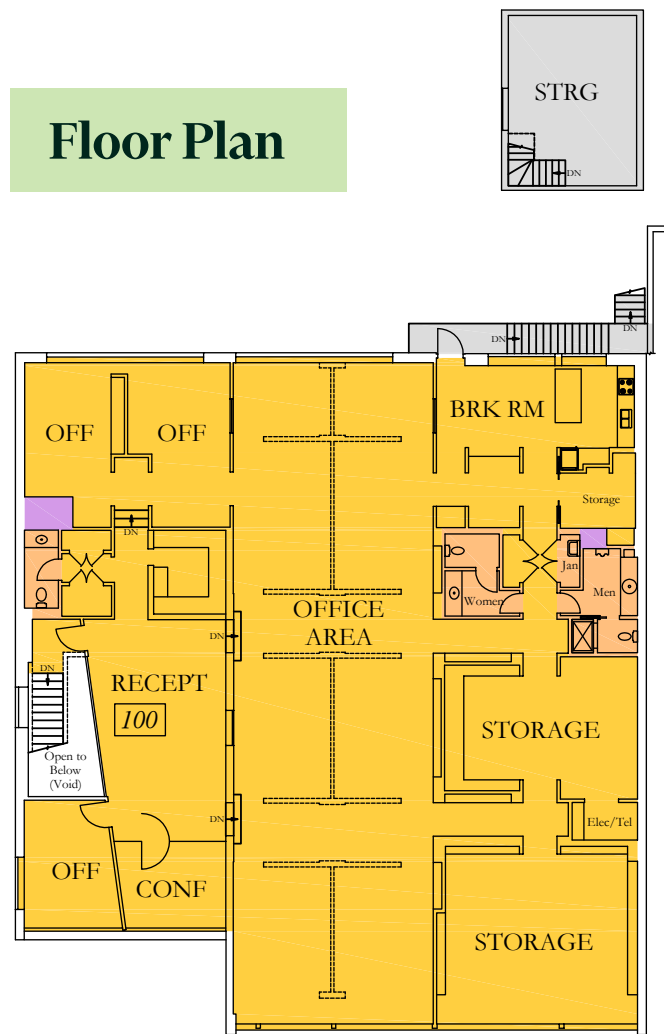 STRG
DN
Floor Plan
DN
DN
BRK RM
OFF
OFF
Storage
DN
Jan
Men
Women
OFFICE
AREA
DN
DN
RECEPT
100
STORAGE
Open to
Below
(Void)
DN
Elec/Tel
OFF
CONF
STORAGE